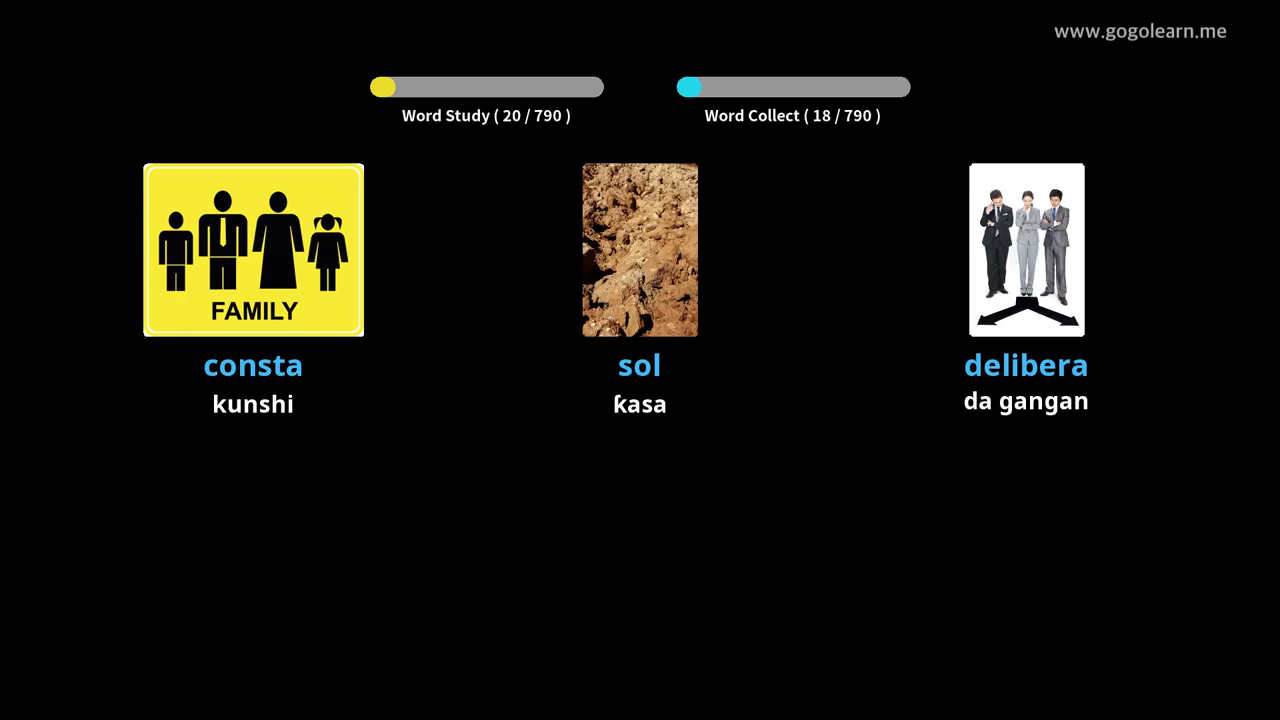 www.gogolearn.me
Word Study ( 20 / 790 )
Word Collect ( 18 / 790 )
FAMILY
consta
kunshi
sol
ƙasa
delibera
da gangan